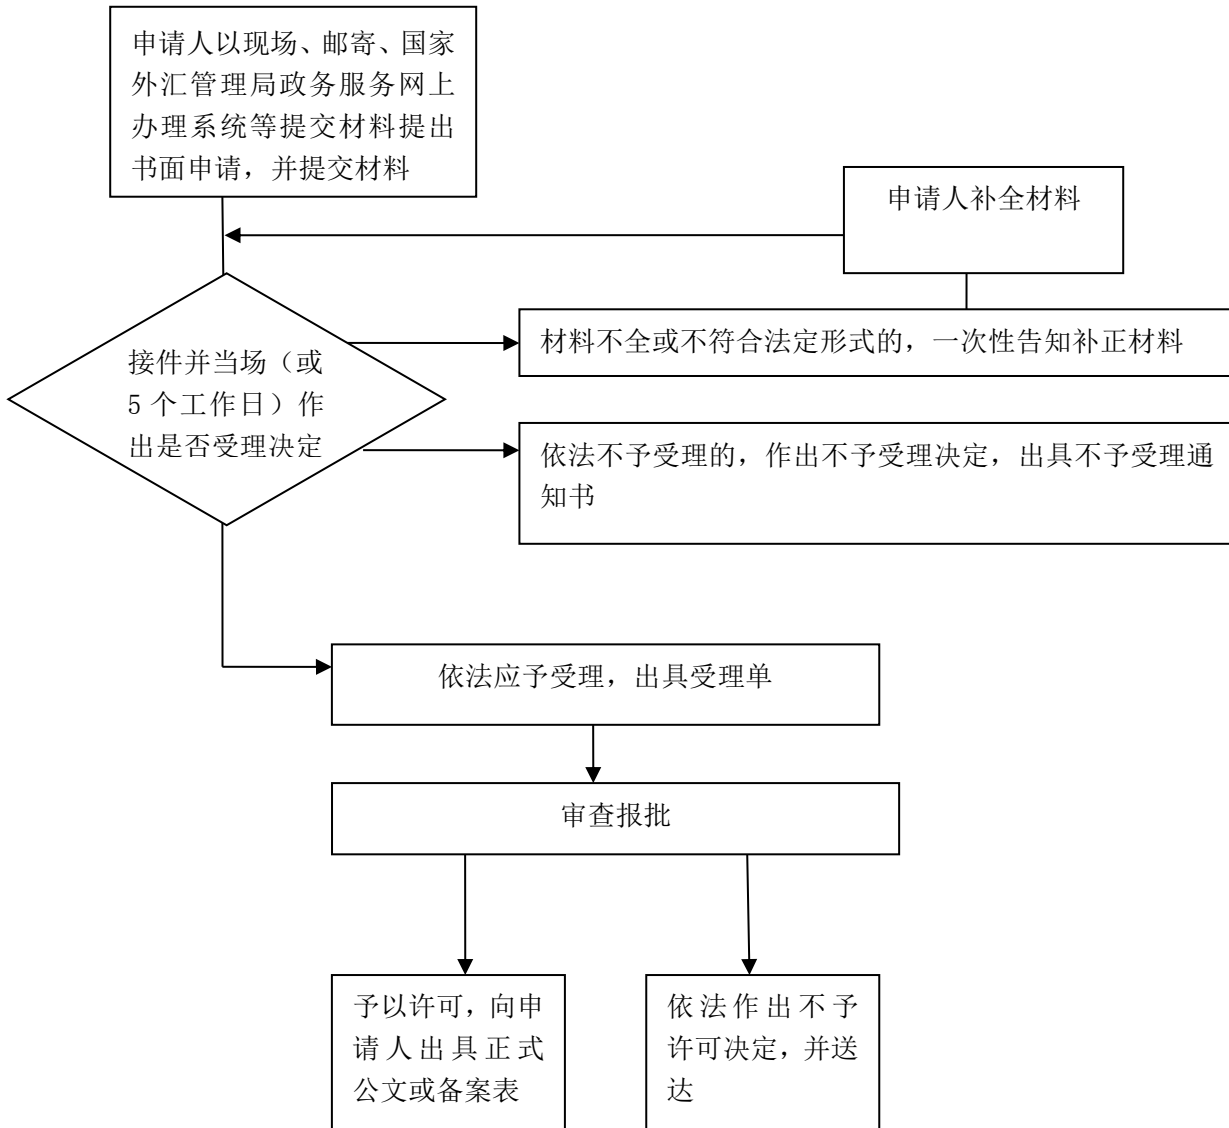 申请人以现场、邮寄、国家
外汇管理局政务服务网上
办理系统等提交材料提出
书面申请，并提交材料
申请人补全材料
材料不全或不符合法定形式的，一次性告知补正材料
接件并当场（或
5 个工作日）作
出是否受理决定
依法不予受理的，作出不予受理决定，出具不予受理通
知书
依法应予受理，出具受理单
审查报批
予以许可，向申
请人出具正式
公文或备案表
依法作出不予
许可决定，并送
达